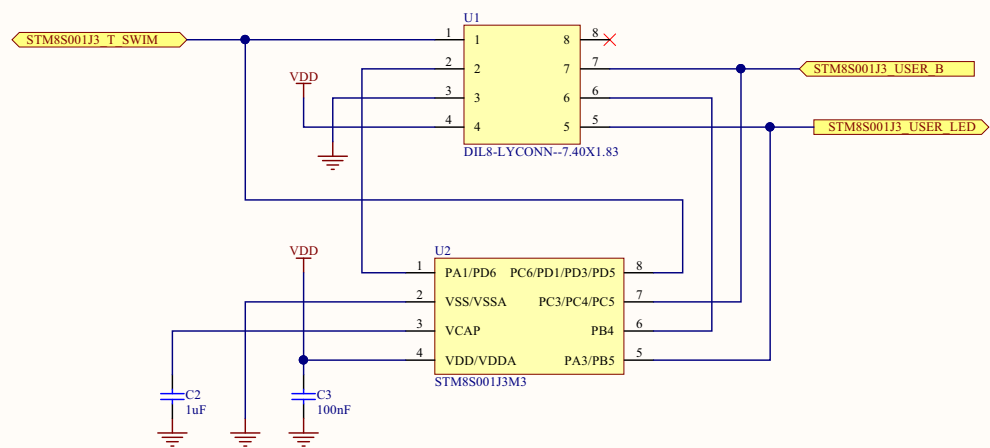 U1
STM8S001J3_T_SWIM
1 1 8 8
STM8S001J3_USER_B
2 2 7 7
VDD
3 3 6 6
4 4 5 5
STM8S001J3_USER_LED
DIL8-LYCONN--7.40X1.83
VDD
U2
1 PA1/PD6 PC6/PD1/PD3/PD5 8
2 VSS/VSSA PC3/PC4/PC5 7
3 VCAP PB4 6
4 VDD/VDDA PA3/PB5 5
STM8S001J3M3
C2
1uF
C3
100nF